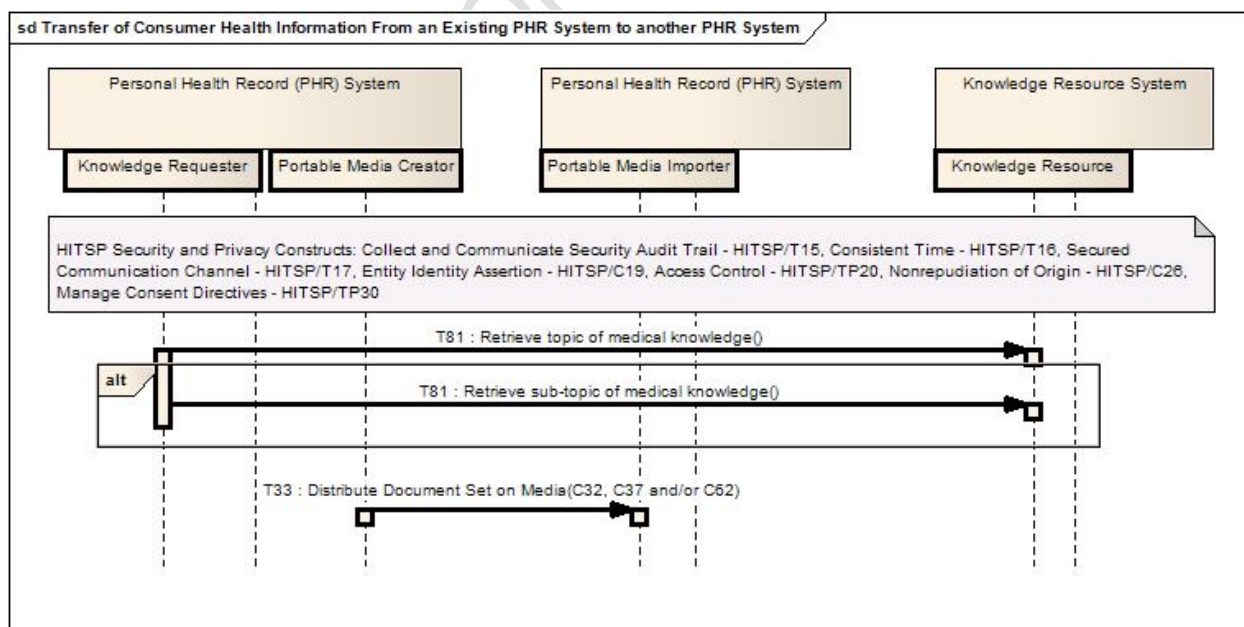 sd Transfer of Consumer Health Information From an Existing PHR System to another PHR System
Personal Health Record (PHR) System
Personal Health Record (PHR) System
Knowledge Resource System
Knowledge Requester
Portable Media Creator
Portable Media Importer
Knowledge Resource
HITSP Security and Privacy Constructs: Collect and Communicate Security Audit Trail - HITSP/T15, Consistent Time - HITSP/T16, Secured
Communication Channel - HITSP/T17, Entity Identity Assertion - HITSP/C19, Access Control - HITSP/TP20, Nonrepudiation of Origin - HITSP/C26,
Manage Consent Directives - HITSP/TP30
T81 : Retrieve topic of medical knowledge()
alt
T81 : Retrieve sub-topic of medical knowledge()
T33 : Distribute Document Set on Media(C32, C37 and/or C62)